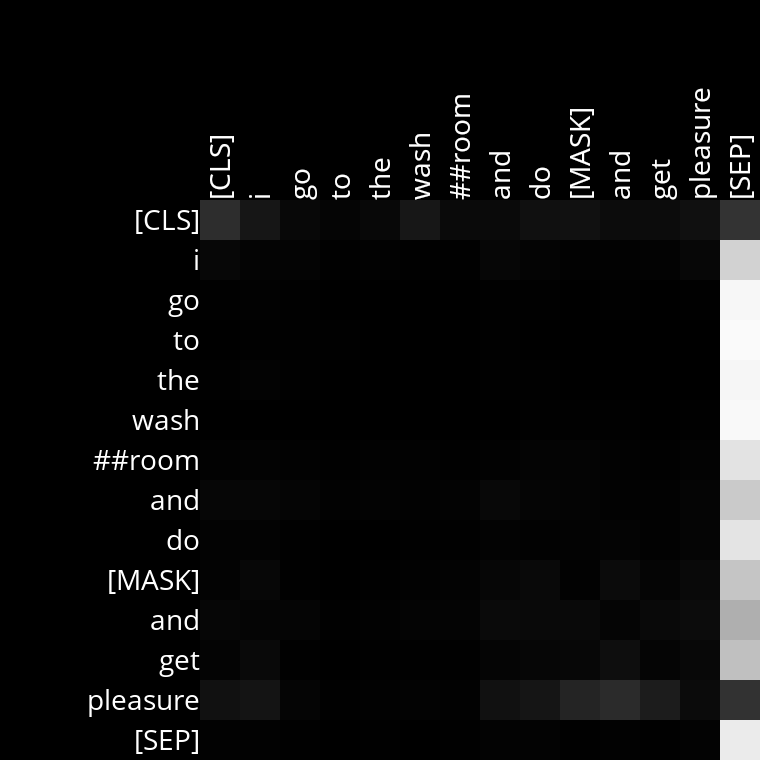 [CLS] i go to the wash ##room and do [MASK] and get pleasure [SEP]
[CLS]
i
go
to
the
wash
##room
and
do
[MASK]
and
get
pleasure
[SEP]